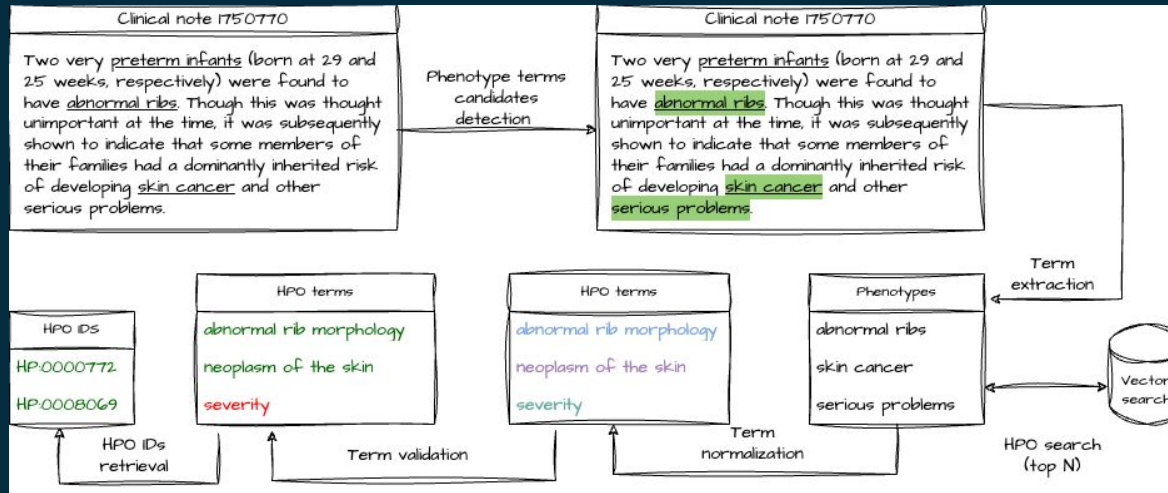 Clinical note 1750770
Two very preterm infants (born at 29 and
25 weeks, respectively) were found to
have abnormal ribs. Though this was thought
unimportant at the time, it was subsequently
shown to indicate that some members of
their families had a dominantly inherited risk
of developing skin cancer and other
serious problems.
Phenotype terms
candidates
detection
Clinical note 1750770
Two very preterm infants (born at 29 and
25 weeks, respectively) were found to
have abnormal ribs. Though this was thought
unimportant at the time, it was subsequently
shown to indicate that some members of
their families had a dominantly inherited risk
of developing skin cancer and other
serious problems.
Term
extraction
Phenotypes
abnormal ribs
skin cancer
serious problems
Vector
search
HPO search
(top N)
Term
normalization
HPO terms
abnormal rib morphology
neoplasm of the skin
severity
Term validation
HPO terms
abnormal rib morphology
neoplasm of the skin
severity
HPO IDs
retrieval
HPO IDS
HP:0000772
HP:0008069